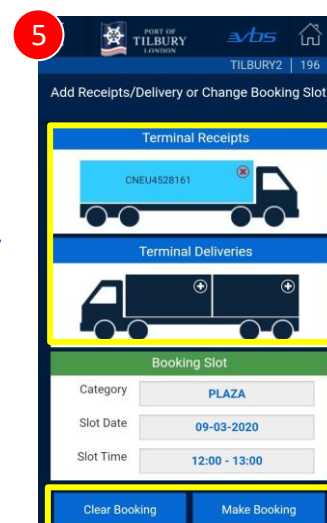 5
PORT OF
TILBURY
LONDON
vbs
TILBURY2 | 196
Add Receipts/Delivery or Change Booking Slot
Terminal Receipts
CNEU4528161
Terminal Deliveries
Booking Slot
Category PLAZA
Slot Date 09-03-2020
Slot Time 12:00 - 13:00
Clear Booking Make Booking